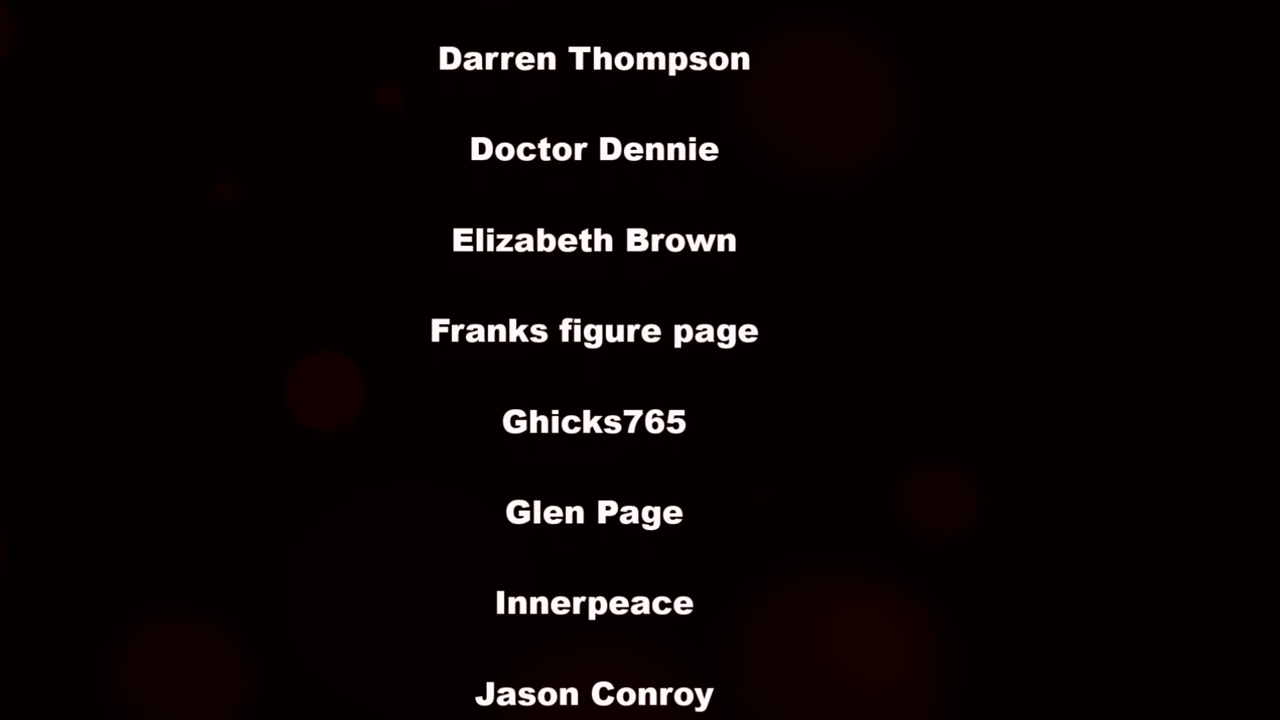 Darren Thompson
Doctor Dennie
Elizabeth Brown
Franks figure page
Ghicks765
Glen Page
Innerpeace
Jason Conroy